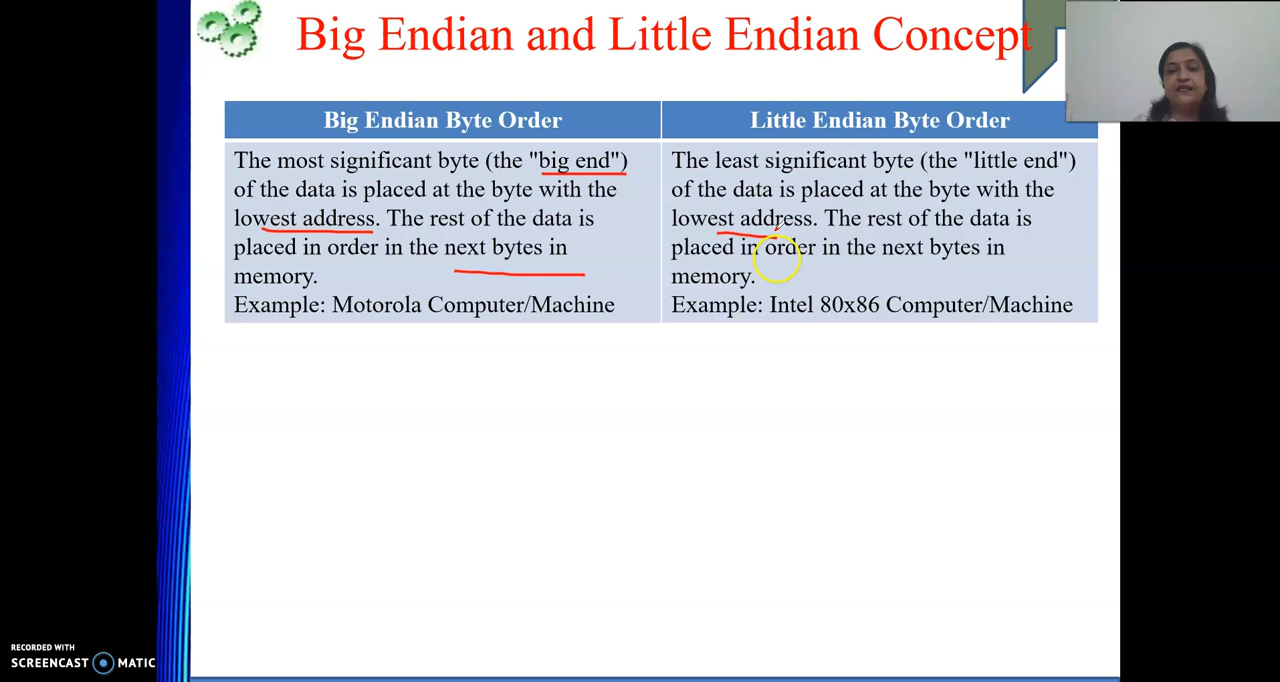 Big Endian and Little Endian Concept
Big Endian Byte Order
The most significant byte (the "big end")
of the data is placed at the byte with the
lowest address. The rest of the data is
placed in order in the next bytes in
memory.
Example: Motorola Computer/Machine
Little Endian Byte Order
The least significant byte (the "little end")
of the data is placed at the byte with the
lowest address. The rest of the data is
placed in order in the next bytes in
memory.
Example: Intel 80x86 Computer/Machine
RECORDED WITH
SCREENCAST MATIC